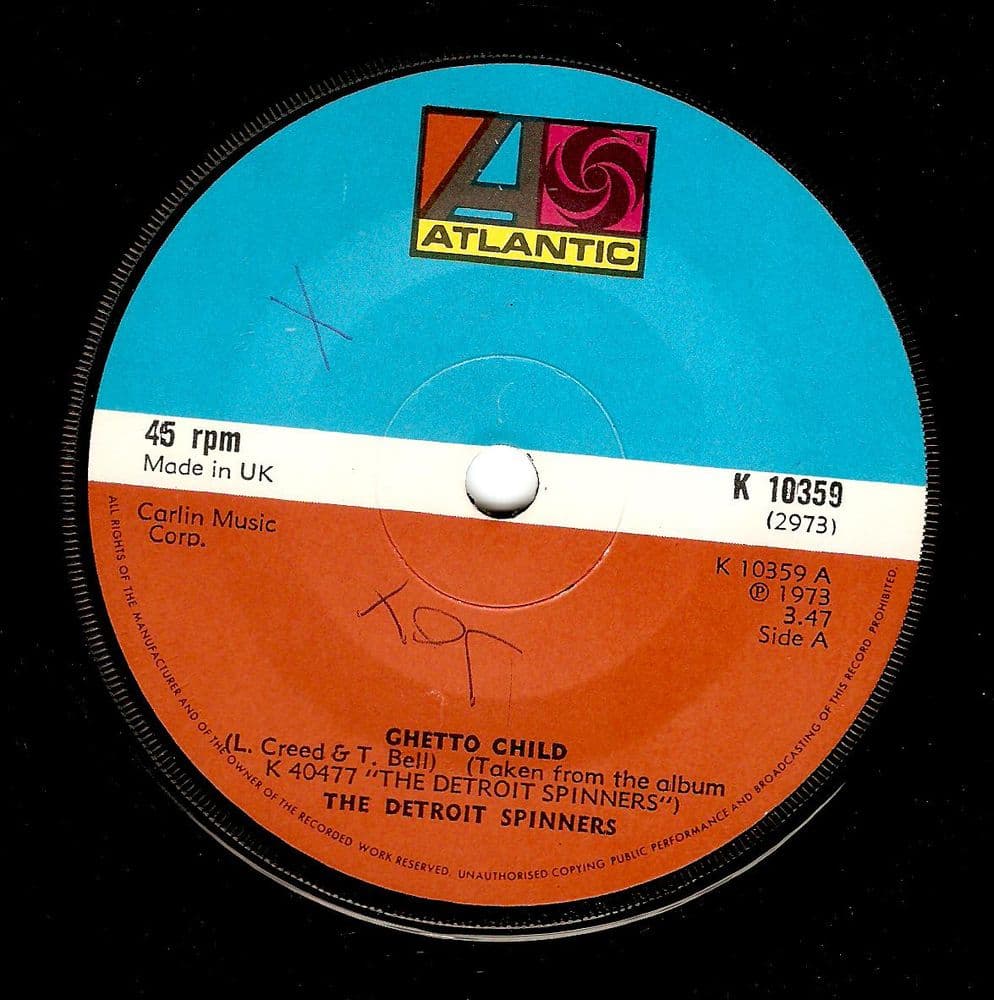 A
®
ATLANTIC
45 rpm
Made in UK
K 10359
(2973)
Carlin Music
Corp.
K 10359 A
Ⓟ 1973
3.47
Side A
X
GHETTO CHILD
(L. Creed & T. Bell) (Taken from the album
K 40477 "THE DETROIT SPINNERS")
THE DETROIT SPINNERS
ALL RIGHTS OF THE MANUFACTURER AND OF THE OWNER OF THE RECORDED WORK RESERVED. UNAUTHORISED COPYING PUBLIC PERFORMANCE AND BROADCASTING OF THIS RECORD PROHIBITED.